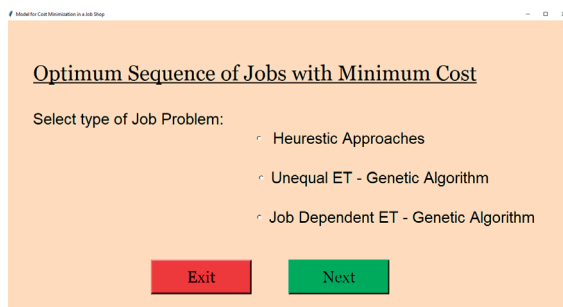 Model for Cost Minimization in a Job Shop
Optimum Sequence of Jobs with Minimum Cost
Select type of Job Problem:
Heurestic Approaches
Unequal ET - Genetic Algorithm
Job Dependent ET - Genetic Algorithm
Exit Next